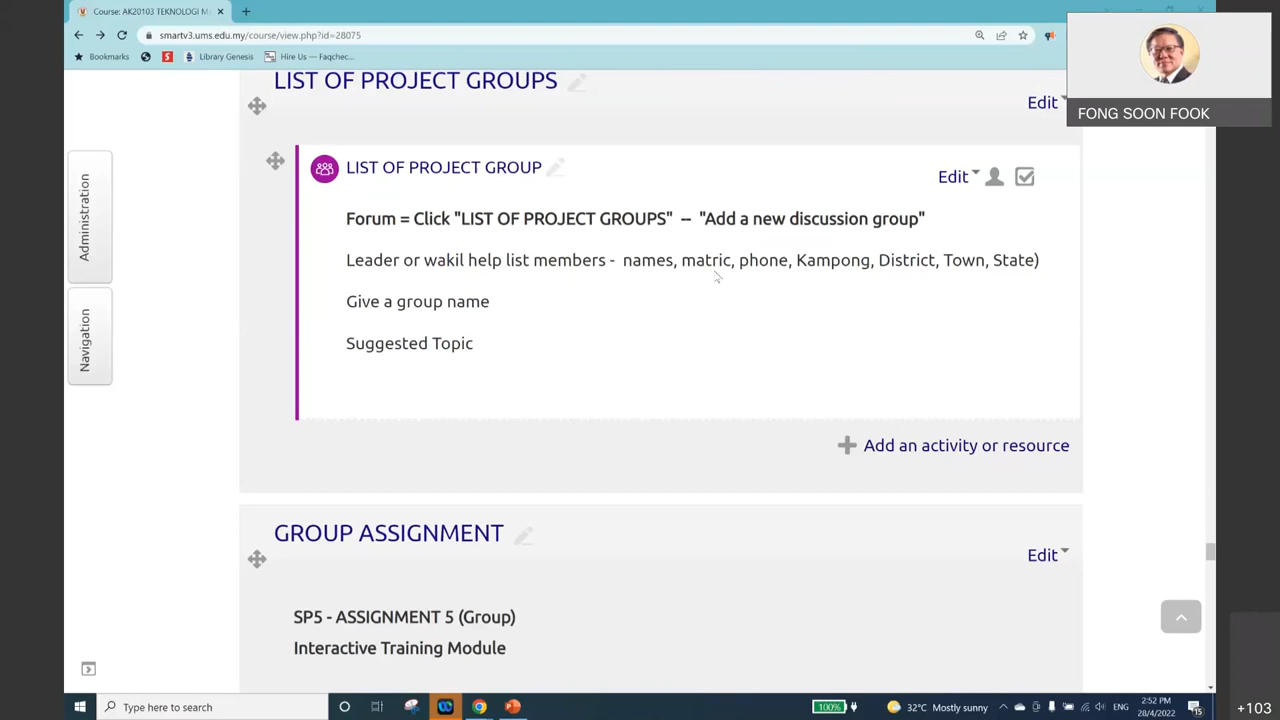 Course: AK20103 TEKNOLOGI M
smartv3.ums.edu.my/course/view.php?id=28075
Bookmarks
S
Library Genesis
Hire Us — Faqchec...
FONG SOON FOOK
LIST OF PROJECT GROUPS
Edit
Administration
LIST OF PROJECT GROUP
Edit
Forum = Click "LIST OF PROJECT GROUPS" -- "Add a new discussion group"
Leader or wakil help list members - names, matric, phone, Kampong, District, Town, State)
Give a group name
Suggested Topic
Navigation
Add an activity or resource
GROUP ASSIGNMENT
Edit
SP5 - ASSIGNMENT 5 (Group)
Interactive Training Module
Type here to search
100%
32°C Mostly sunny
ENG
2:52 PM
28/4/2022
15
+103